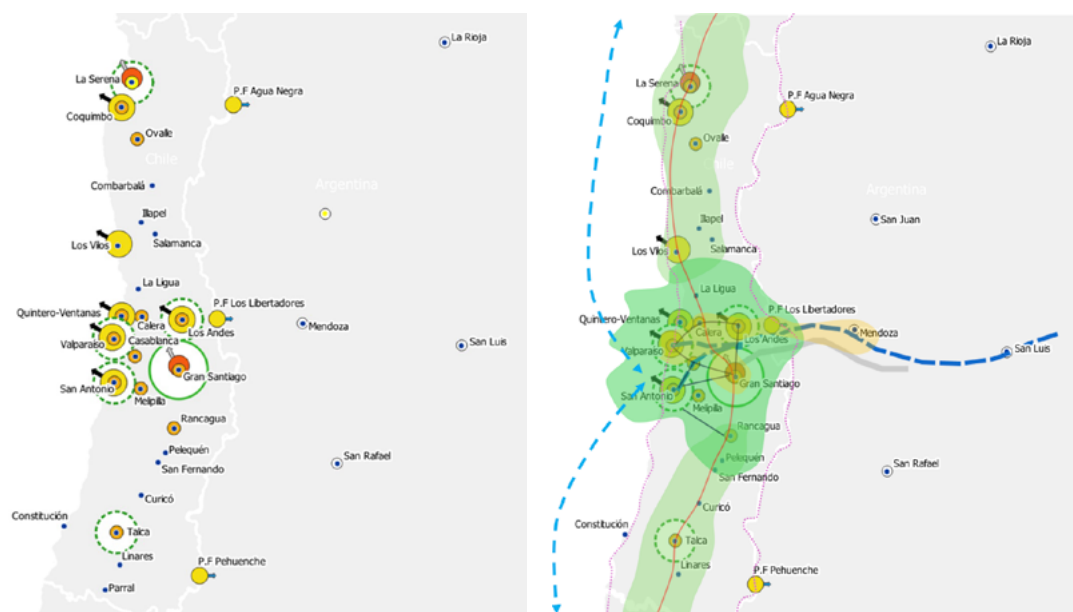 La Rioja
La Serena
P.F Agua Negra
Coquimbo
Ovalle
Chile
Combarbalá
Argentina
Illapel
Salamanca
Los Vilos
La Ligua
Quintero-Ventanas
P.F Los Libertadores
Calera
Los Andes
Mendoza
Valparaíso
Casablanca
San Luis
Gran Santiago
San Antonio
Melipilla
Rancagua
Pelequén
San Fernando
San Rafael
Curicó
Constitución
Talca
Linares
P.F Pehuenche
Parral
La Rioja
La Serena
P.F Agua Negra
Coquimbo
Ovalle
Chile
Combarbalá
Argentina
Illapel
San Juan
Salamanca
Los Vilos
La Ligua
Quintero-Ventanas
P.F Los Libertadores
Calera
Los Andes
Mendoza
Valparaíso
San Luis
Gran Santiago
San Antonio
Melipilla
Rancagua
Pelequén
San Fernando
San Rafael
Curicó
Constitución
Talca
Linares
P.F Pehuenche